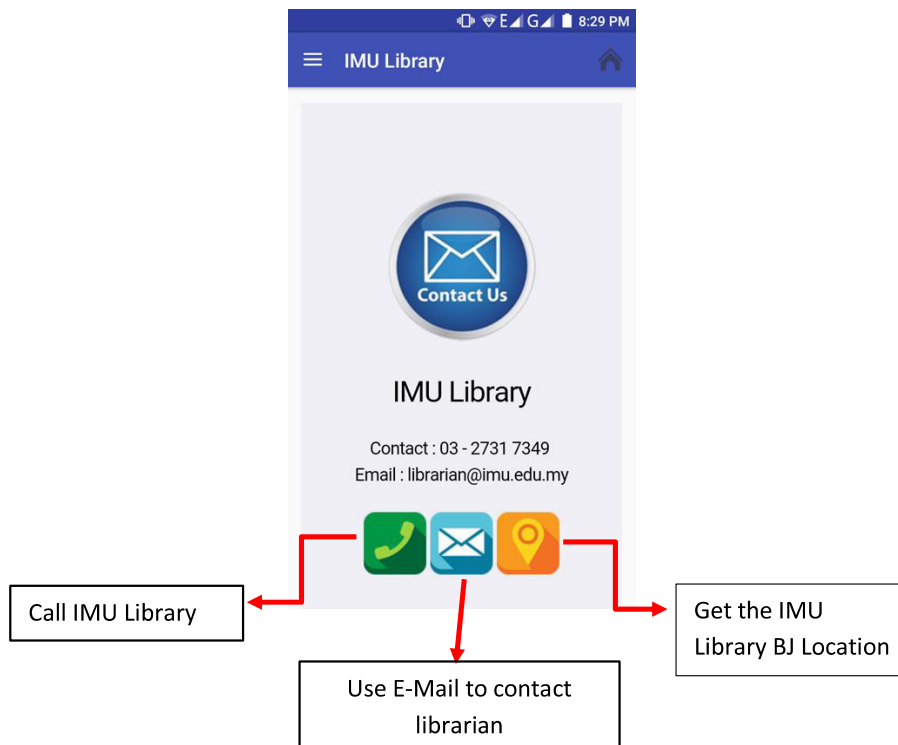 E G 8:29 PM
IMU Library
Contact Us
IMU Library
Contact : 03 - 2731 7349
Email : librarian@imu.edu.my
Call IMU Library
Get the IMU
Library BJ Location
Use E-Mail to contact
librarian